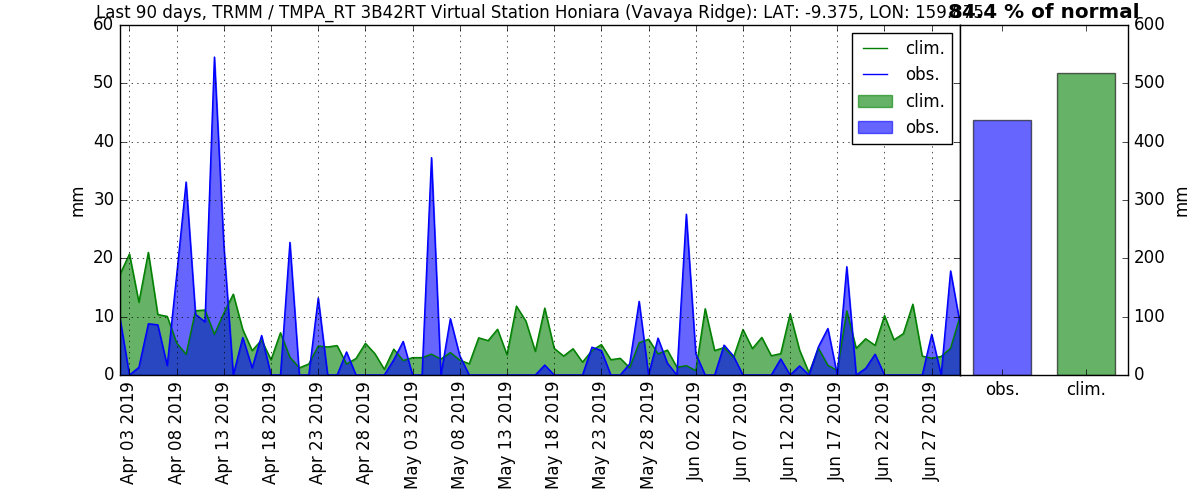 Last 90 days, TRMM / TMPA_RT 3B42RT Virtual Station Honiara (Vavaya Ridge): LAT: -9.375, LON:
84.4 % of normal
60
50
40
30
20
10
0
mm
clim.
obs.
clim.
obs.
600
500
400
300
200
100
0
mm
Apr 03 2019
Apr 08 2019
Apr 13 2019
Apr 18 2019
Apr 23 2019
Apr 28 2019
May 03 2019
May 08 2019
May 13 2019
May 18 2019
May 23 2019
May 28 2019
Jun 02 2019
Jun 07 2019
Jun 12 2019
Jun 17 2019
Jun 22 2019
Jun 27 2019
obs.
clim.